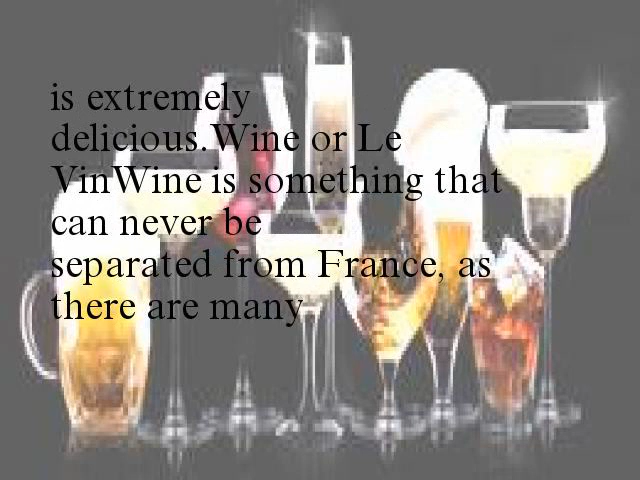 is extremely
delicious.Wine or Le
VinWine is something that
can never be
separated from France, as
there are many